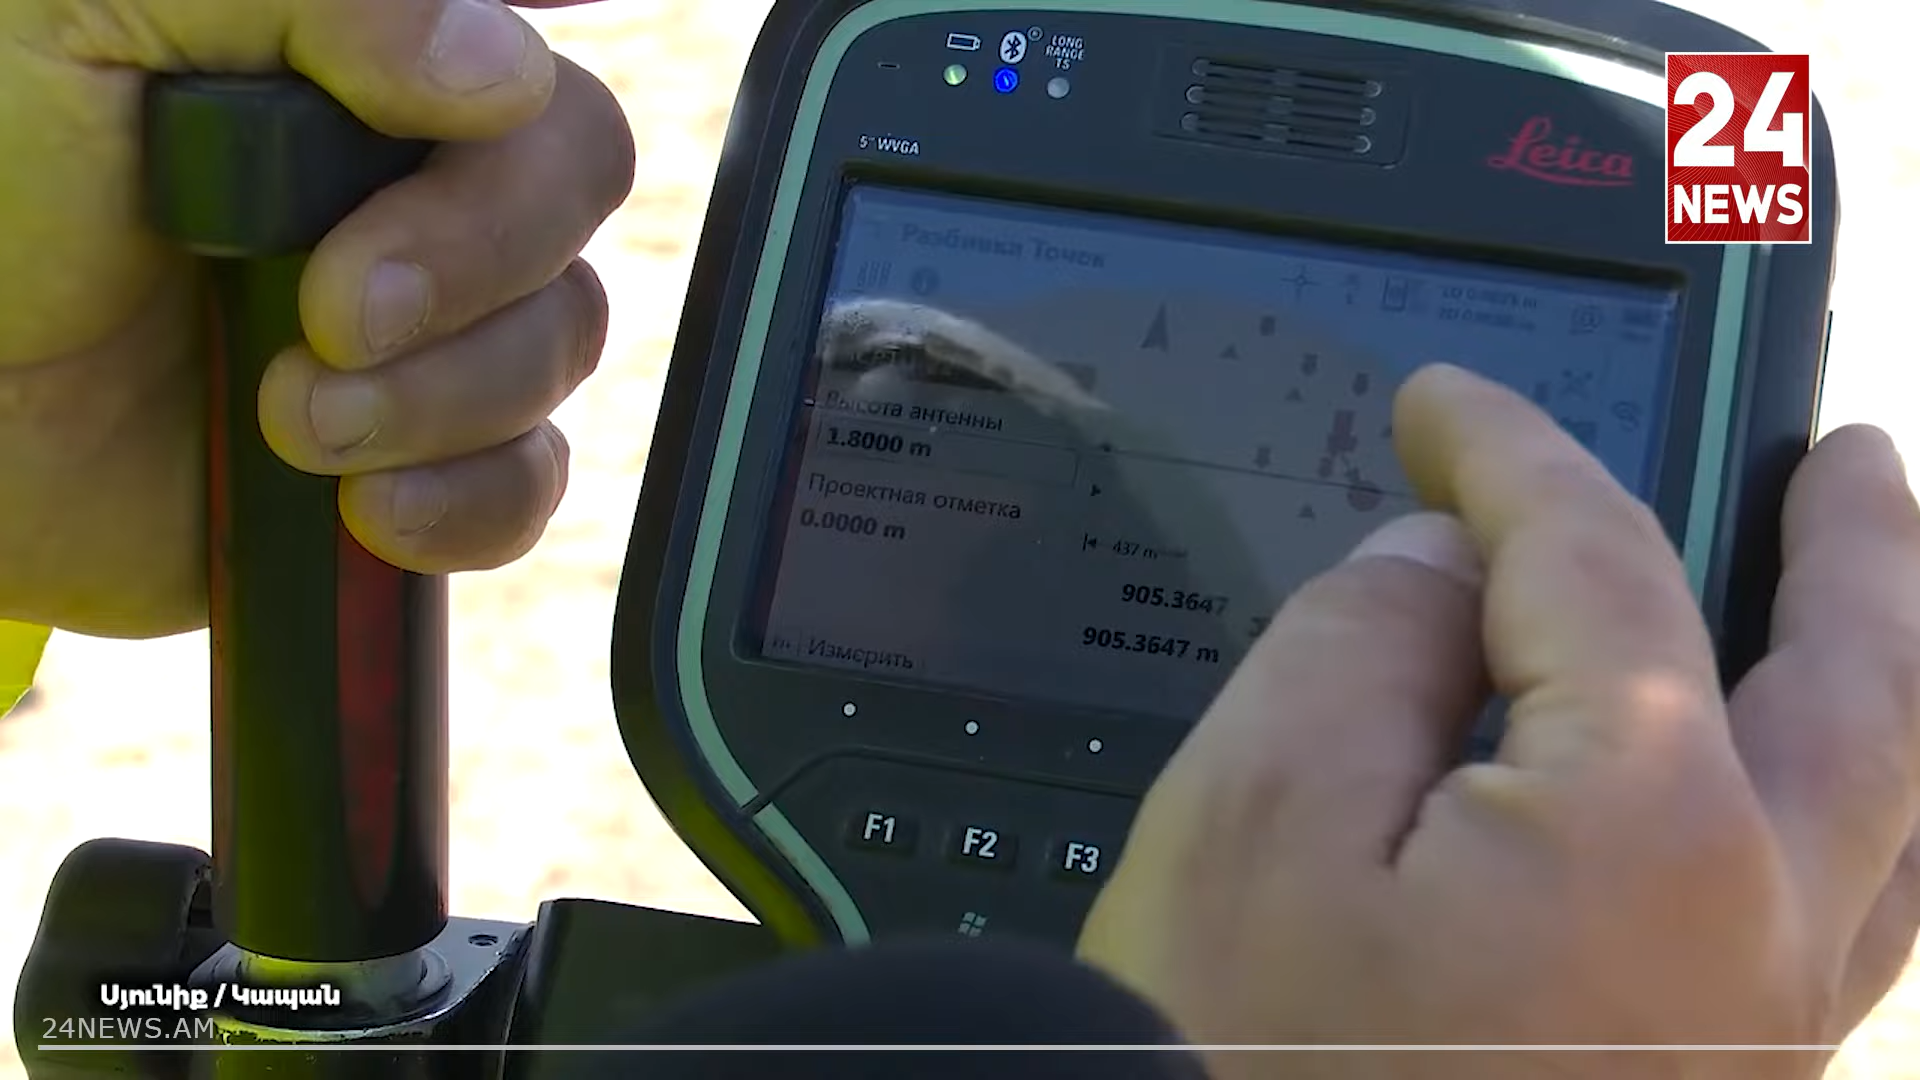 LONG
RANGE
TS
5" WVGA
Leica
24
NEWS
Разбивка Точек
Высота антенны
1.8000 m
Проектная отметка
0.0000 m
437 m
905.3647
905.3647 m
m Измерить
F1 F2 F3
Սյունիք / Կապան
24NEWS.AM